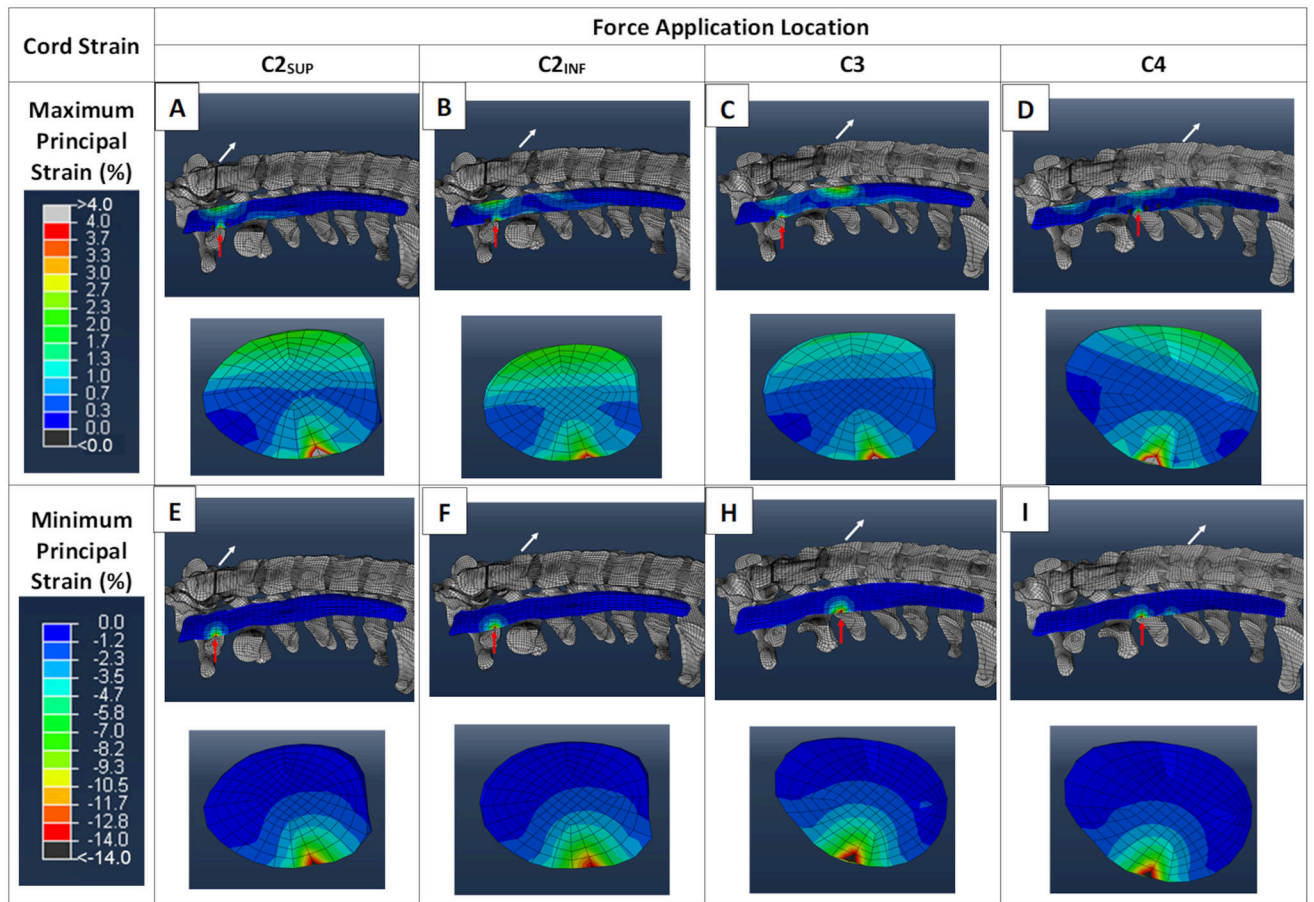 Cord Strain
Force Application Location
C2SUP
C2INF
C3
C4
Maximum
Principal
Strain (%)
>4.0
4.0
3.7
3.3
3.0
2.7
2.3
2.0
1.7
1.3
1.0
0.7
0.3
0.0
<0.0
A
B
C
D
Minimum
Principal
Strain (%)
0.0
-1.2
-2.3
-3.5
-4.7
-5.8
-7.0
-8.2
-9.3
-10.5
-11.7
-12.8
-14.0
<-14.0
E
F
H
I